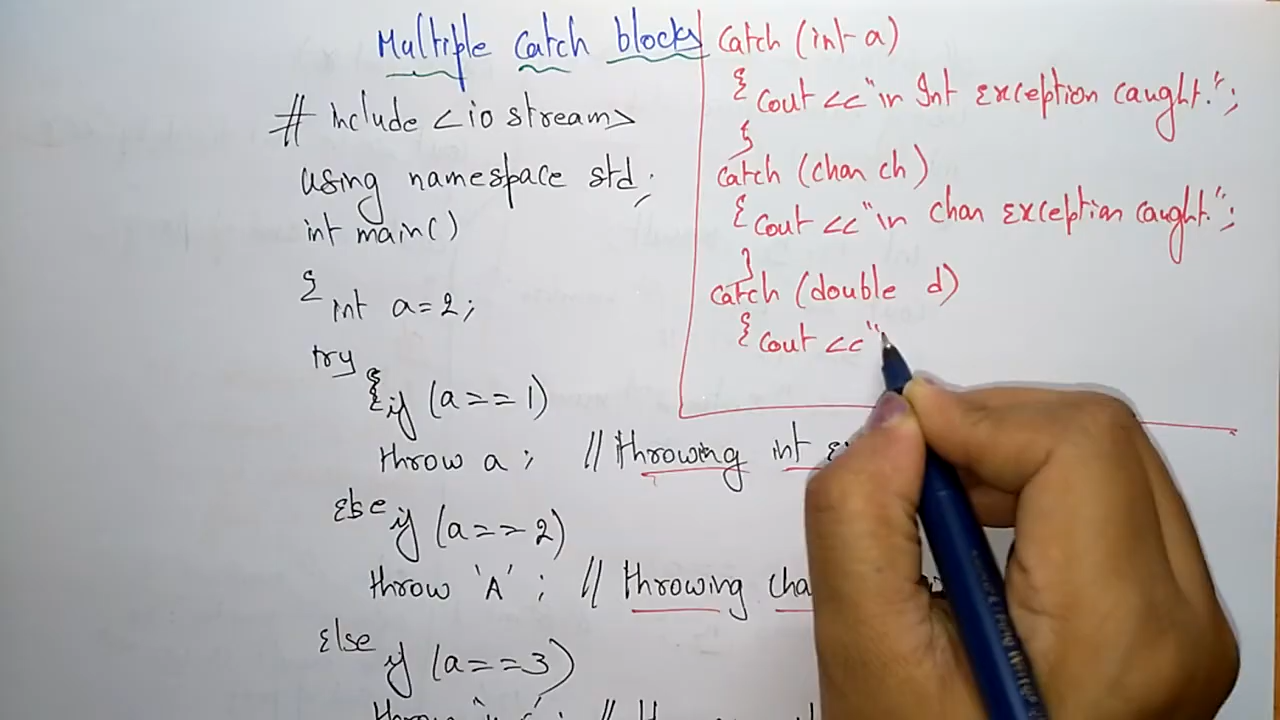 Multiple Catch blocks
# include <iostream>
using namespace std;
int main()
{
int a=2;
try
{ if (a==1)
throw a; // throwing int
Else if (a==2)
throw 'A'; // throwing cha
Else
if (a==3)
catch (int a)
{ cout <<"\n Int exception caught.";
}
catch (char ch)
{ cout <<"\n char exception caught.";
}
catch (double d)
{ cout <<"\